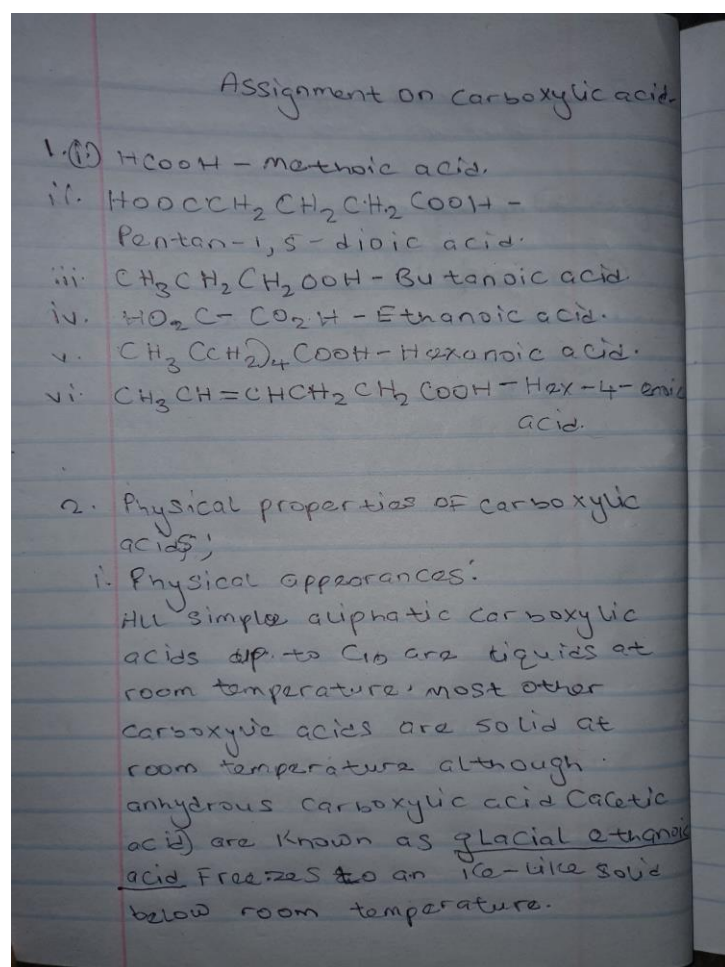 Assignment on carboxylic acid.
1.(i) HCOOH - methoic acid.
ii. HOOCCH2 CH2 CH2 COOH -
Pentan-1,5-dioic acid.
iii. CH3 CH2 CH2 OOH - Butanoic acid
iv. HO2 C- CO2 H - Ethanoic acid.
v. CH3 (CH2)4 COOH - Hexanoic acid.
vi. CH3 CH=CHCH2 CH2 COOH - Hex-4-enoic
acid.
2. Physical properties of carboxylic
acids;
i. Physical appearances:
All simple aliphatic carboxylic
acids up to C10 are liquids at
room temperature, most other
carboxylic acids are solid at
room temperature although
anhydrous carboxylic acid (acetic
acid) are known as glacial ethanoic
acid Freezes to an ice-like solid
below room temperature.